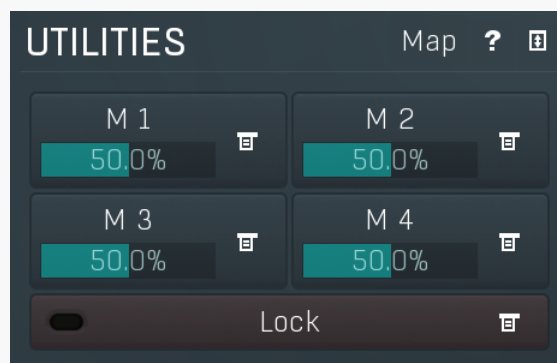 UTILITIES Map ?
M 1 M 2
50.0% 50.0%
M 3 M 4
50.0% 50.0%
Lock